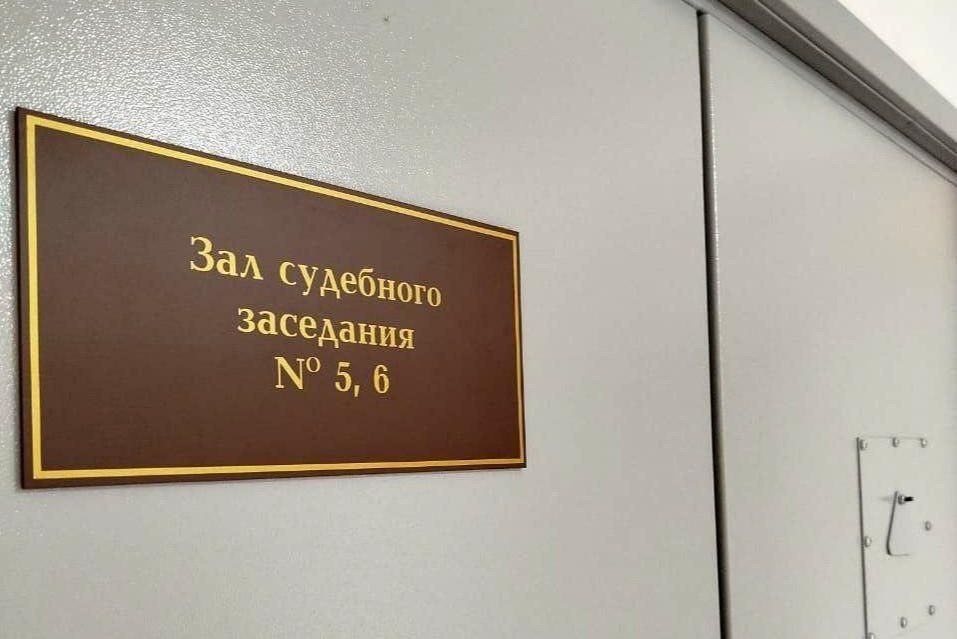 Зал судебного
заседания
№ 5, 6